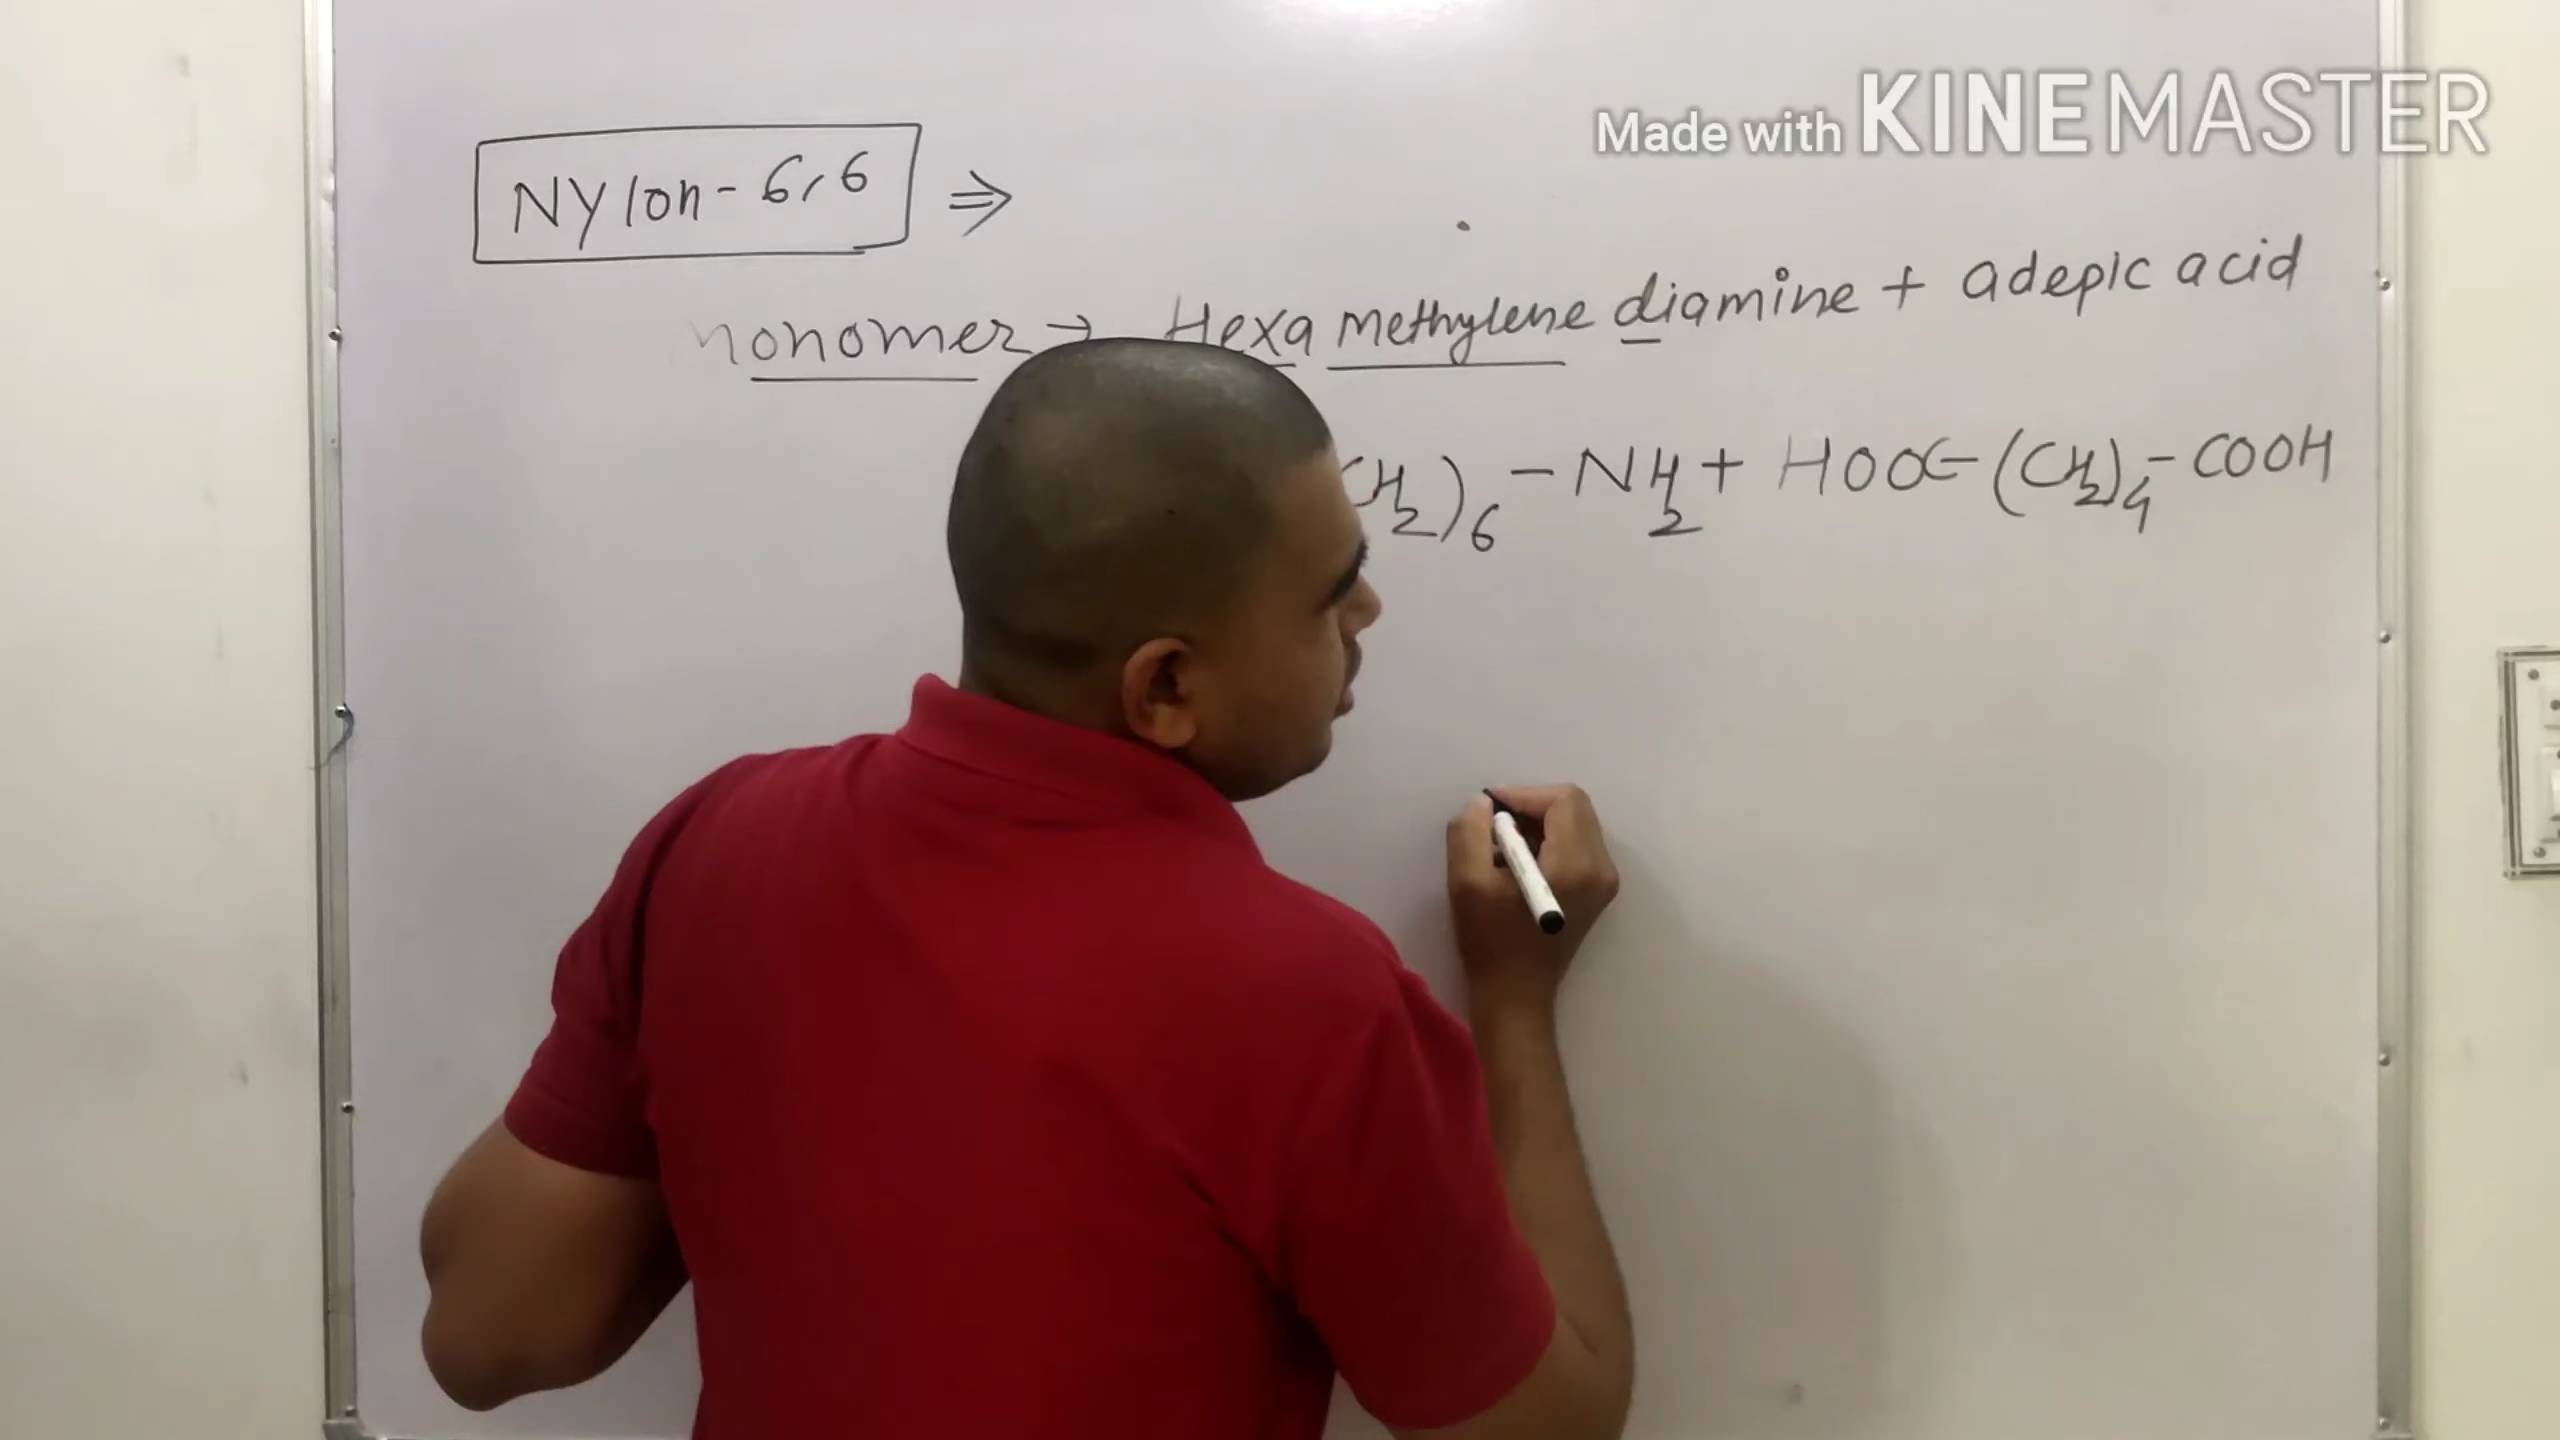 Made with KINEMASTER
NYlon-6,6 ⇒
monomer → Hexa methylene diamine + adepic acid
CH2)6 - NH2 + HOOC-(CH2)4-COOH